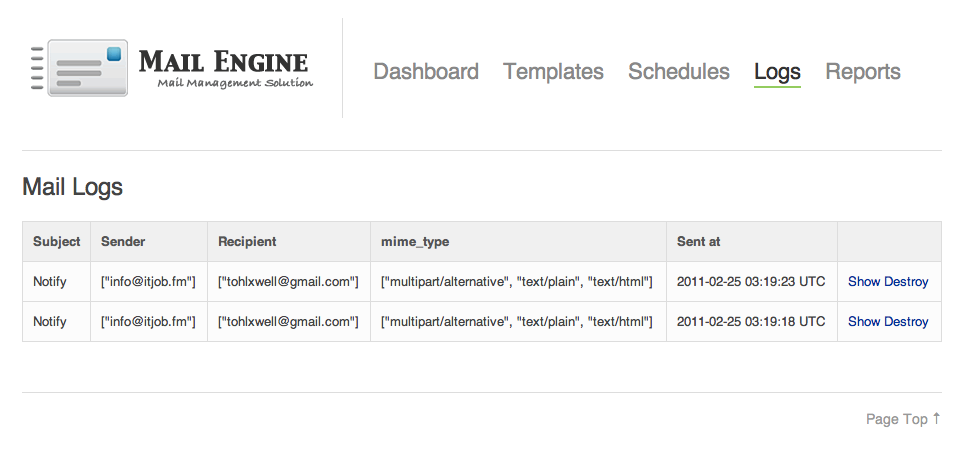 MAIL ENGINE
Mail Management Solution
Dashboard Templates Schedules Logs Reports
Mail Logs
Subject Sender Recipient mime_type Sent at
Notify ["info@itjob.fm"] ["tohlxwell@gmail.com"] ["multipart/alternative", "text/plain", "text/html"] 2011-02-25 03:19:23 UTC Show Destroy
Notify ["info@itjob.fm"] ["tohlxwell@gmail.com"] ["multipart/alternative", "text/plain", "text/html"] 2011-02-25 03:19:18 UTC Show Destroy
Page Top ↑